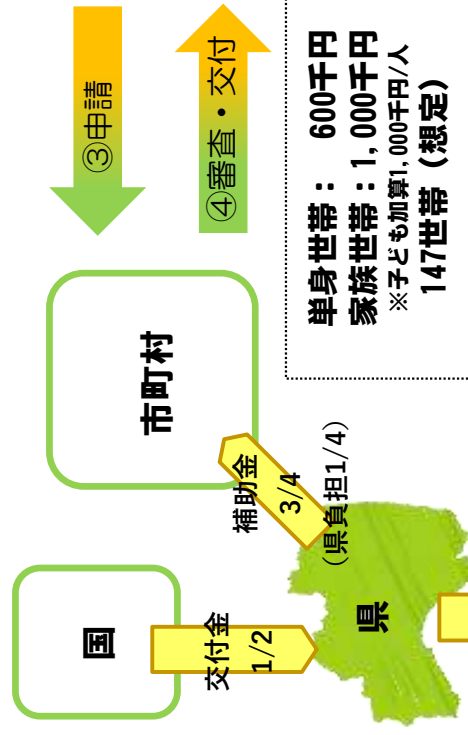 国
交付金
1/2
県
補助金
3/4
(県負担1/4)
市町村
③申請
④審査・交付
単身世帯： 600千円
家族世帯：1,000千円
※子ども加算1,000千円/人
147世帯（想定）